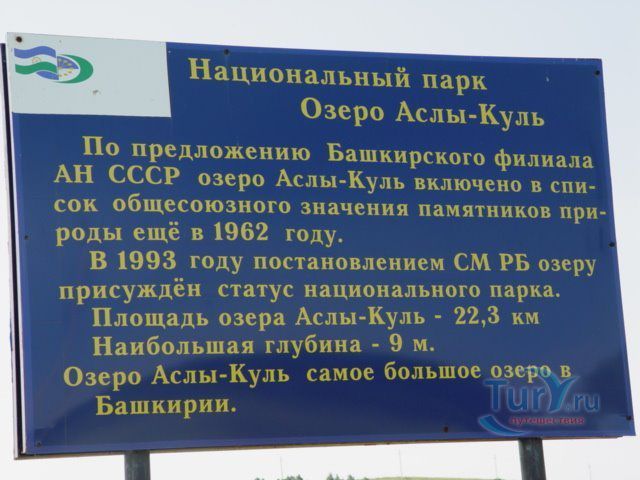 Национальный парк
Озеро Аслы-Куль
По предложению Башкирского филиала
АН СССР озеро Аслы-Куль включено в спи-
сок общесоюзного значения памятников при-
роды ещё в 1962 году.
В 1993 году постановлением СМ РБ озеру
присуждён статус национального парка.
Площадь озера Аслы-Куль - 22,3 км
Наибольшая глубина - 9 м.
Озеро Аслы-Куль самое большое озеро в
Башкирии.
Tury.ru
путешествия